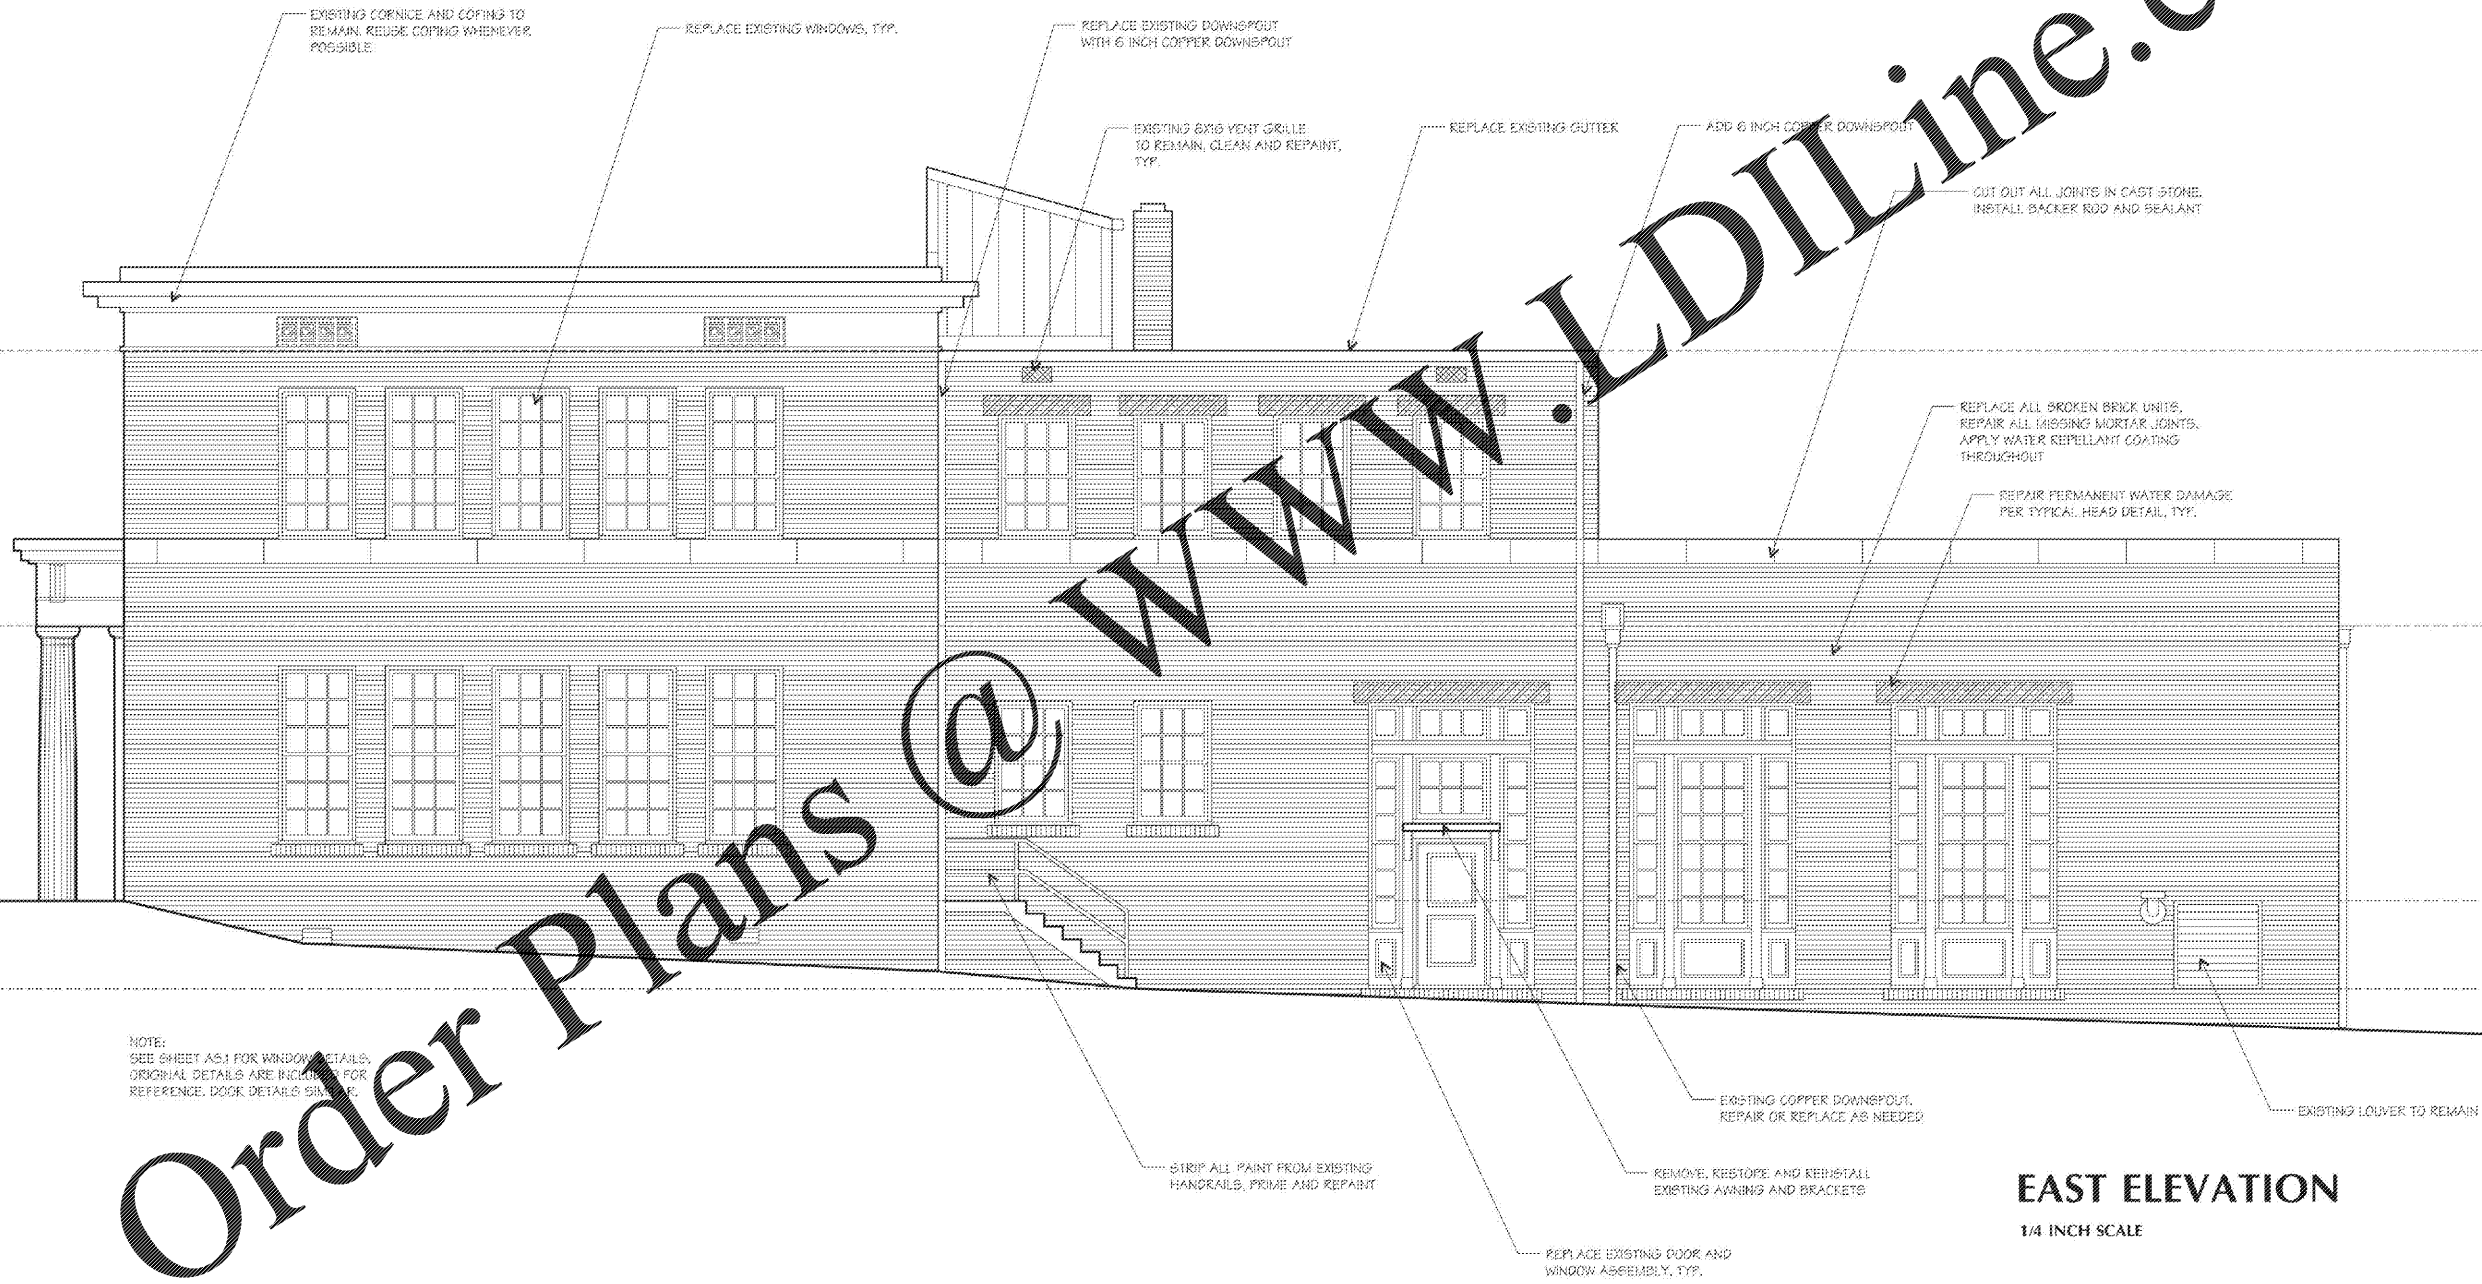 EXISTING CORNICE AND COPING TO
REMAIN. REUSE COPING WHENEVER
POSSIBLE
REPLACE EXISTING WINDOWS, TYP.
REPLACE EXISTING DOWNSPOUT
WITH 6 INCH COPPER DOWNSPOUT
EXISTING 8X16 VENT GRILLE
TO REMAIN, CLEAN AND REPAINT,
TYP.
REPLACE EXISTING GUTTER
ADD 6 INCH COPPER DOWNSPOUT
CUT OUT ALL JOINTS IN CAST STONE.
INSTALL BACKER ROD AND SEALANT
REPLACE ALL BROKEN BRICK UNITS,
REPAIR ALL MISSING MORTAR JOINTS.
APPLY WATER REPELLANT COATING
THROUGHOUT
REPAIR PERMANENT WATER DAMAGE
PER TYPICAL HEAD DETAIL, TYP.
Order Plans @ www.LDILine.c
NOTE:
SEE SHEET A5.1 FOR WINDOW DETAILS.
ORIGINAL DETAILS ARE INCLUDED FOR
REFERENCE. DOOR DETAILS SIMILAR.
STRIP ALL PAINT FROM EXISTING
HANDRAILS, PRIME AND REPAINT
EXISTING COPPER DOWNSPOUT.
REPAIR OR REPLACE AS NEEDED
EXISTING LOUVER TO REMAIN
REMOVE, RESTORE AND REINSTALL
EXISTING AWNING AND BRACKETS
REPLACE EXISTING DOOR AND
WINDOW ASSEMBLY, TYP.
EAST ELEVATION
1/4 INCH SCALE